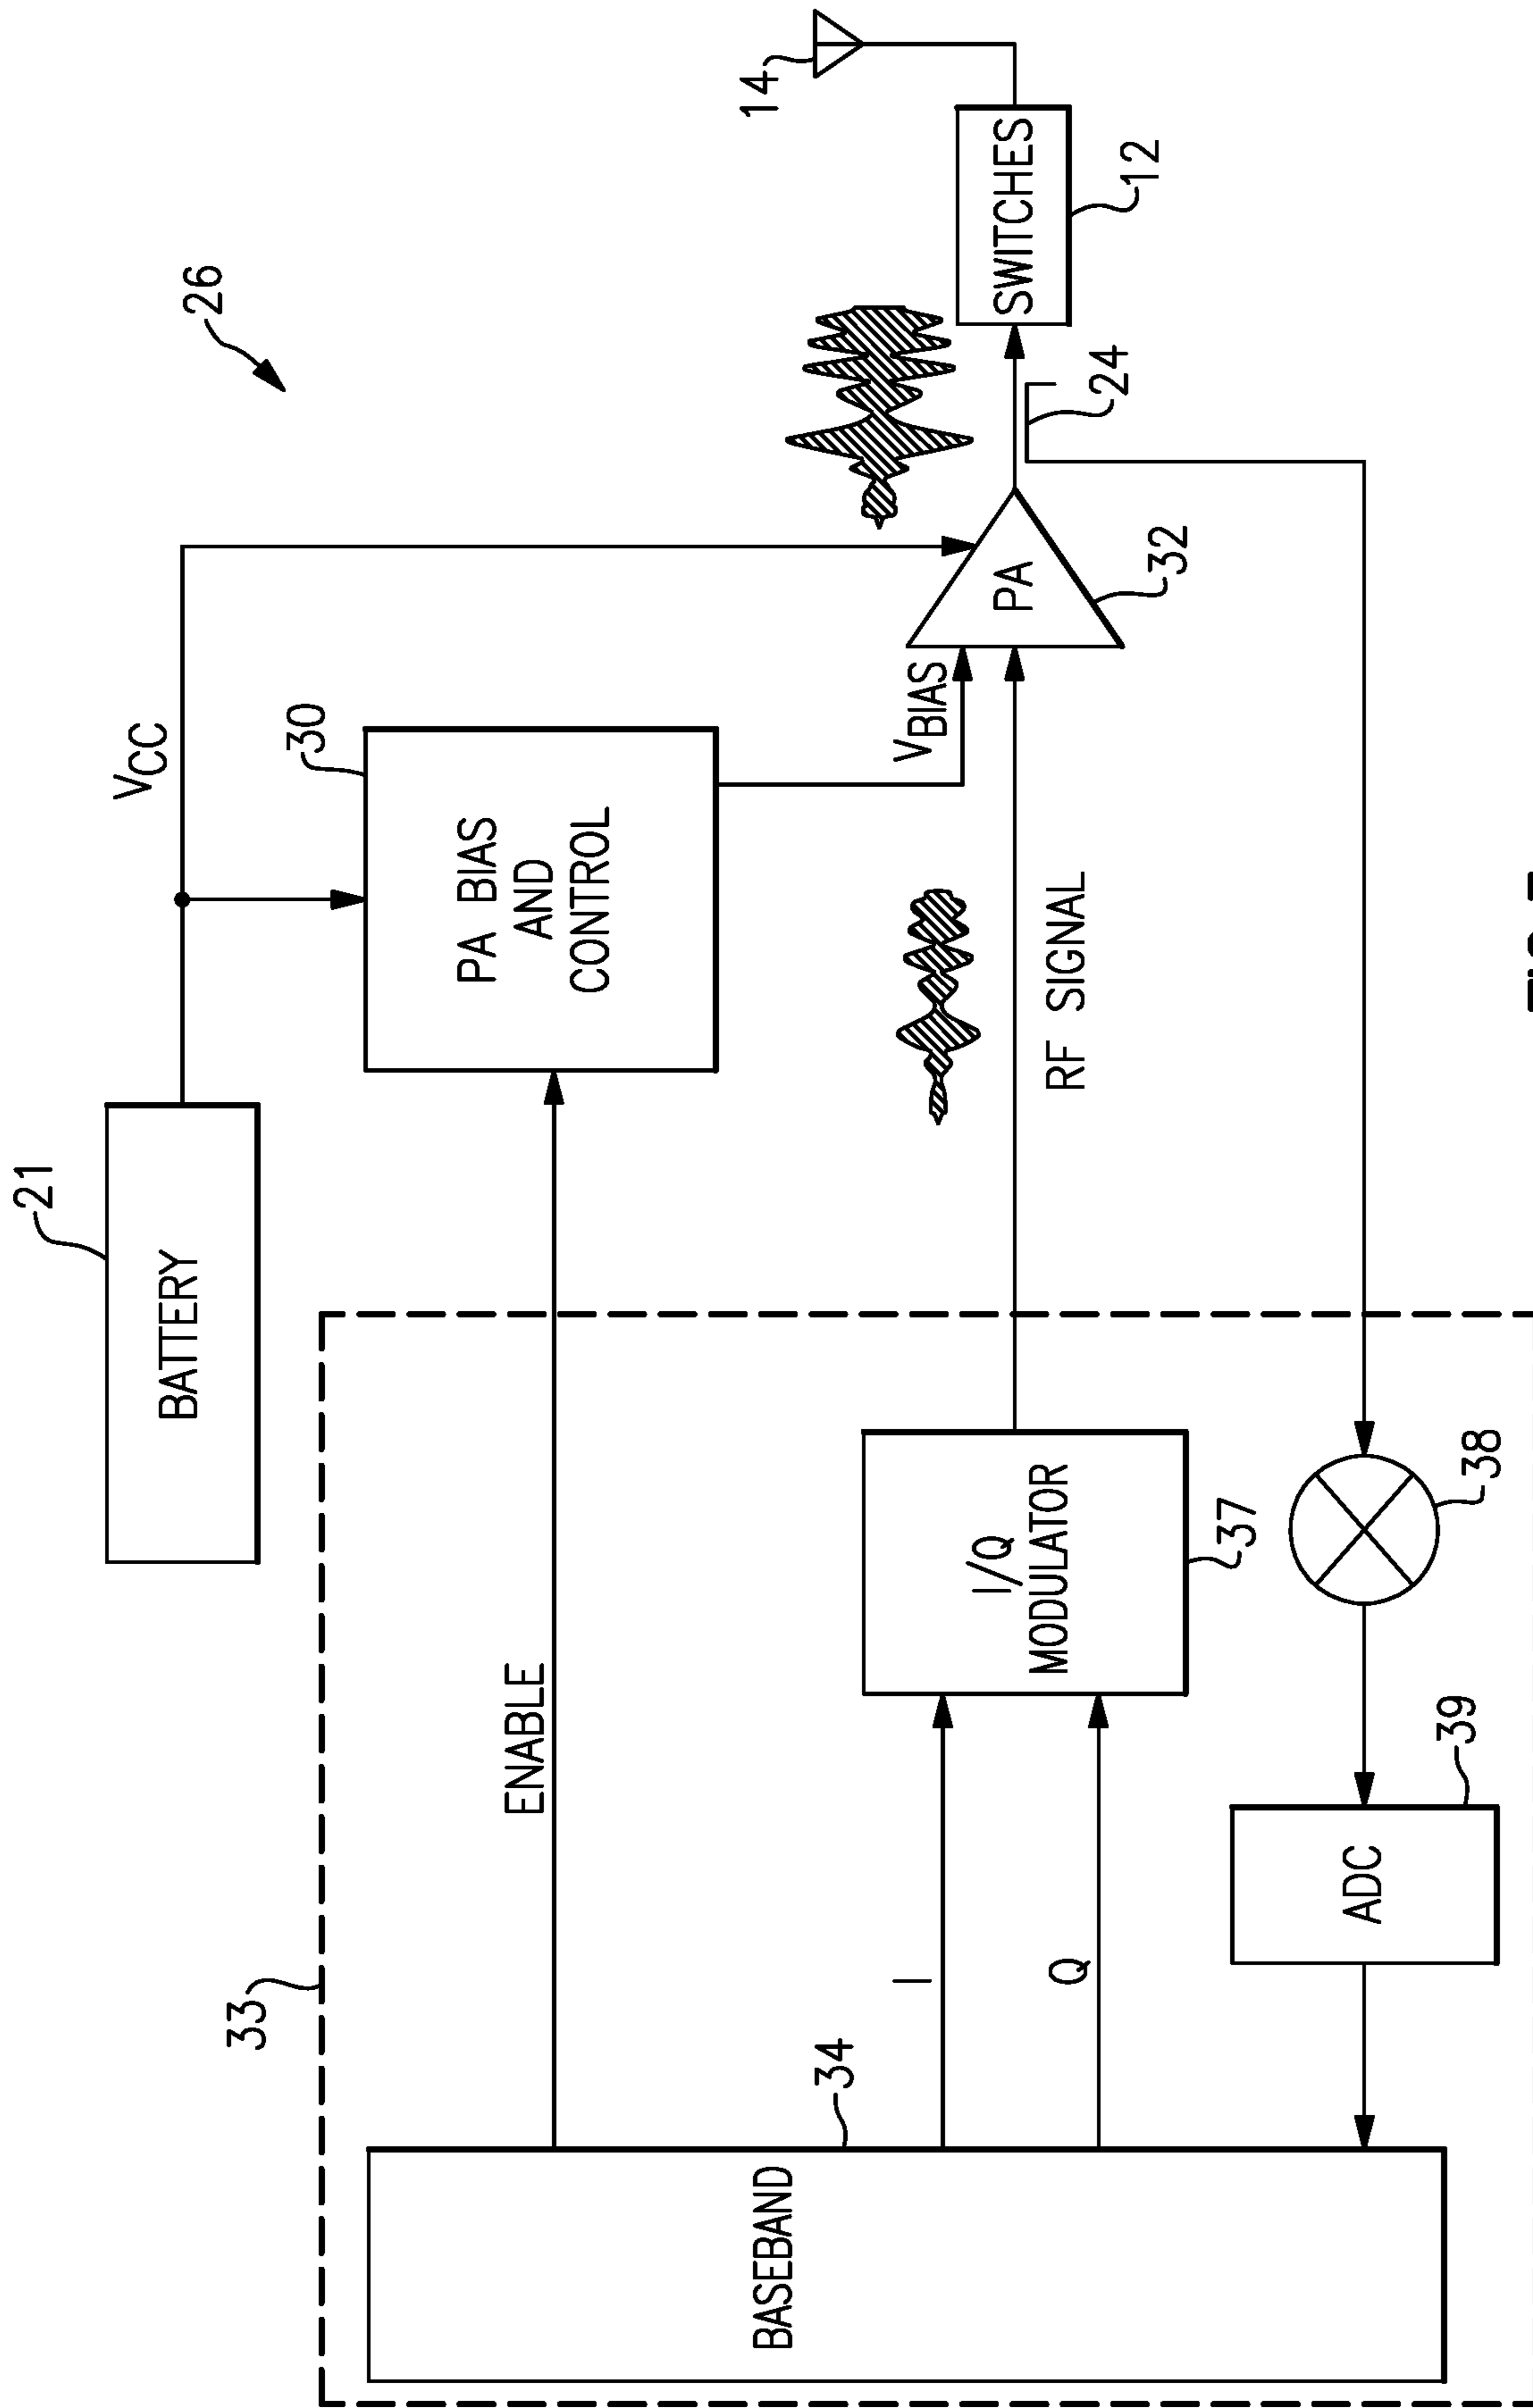 26
21
BATTERY
VCC
30
PA BIAS
AND
CONTROL
14
33
ENABLE
34
BASEBAND
I
Q
I/Q
MODULATOR
37
RF SIGNAL
VBIAS
PA
32
SWITCHES
12
24
ADC
39
38